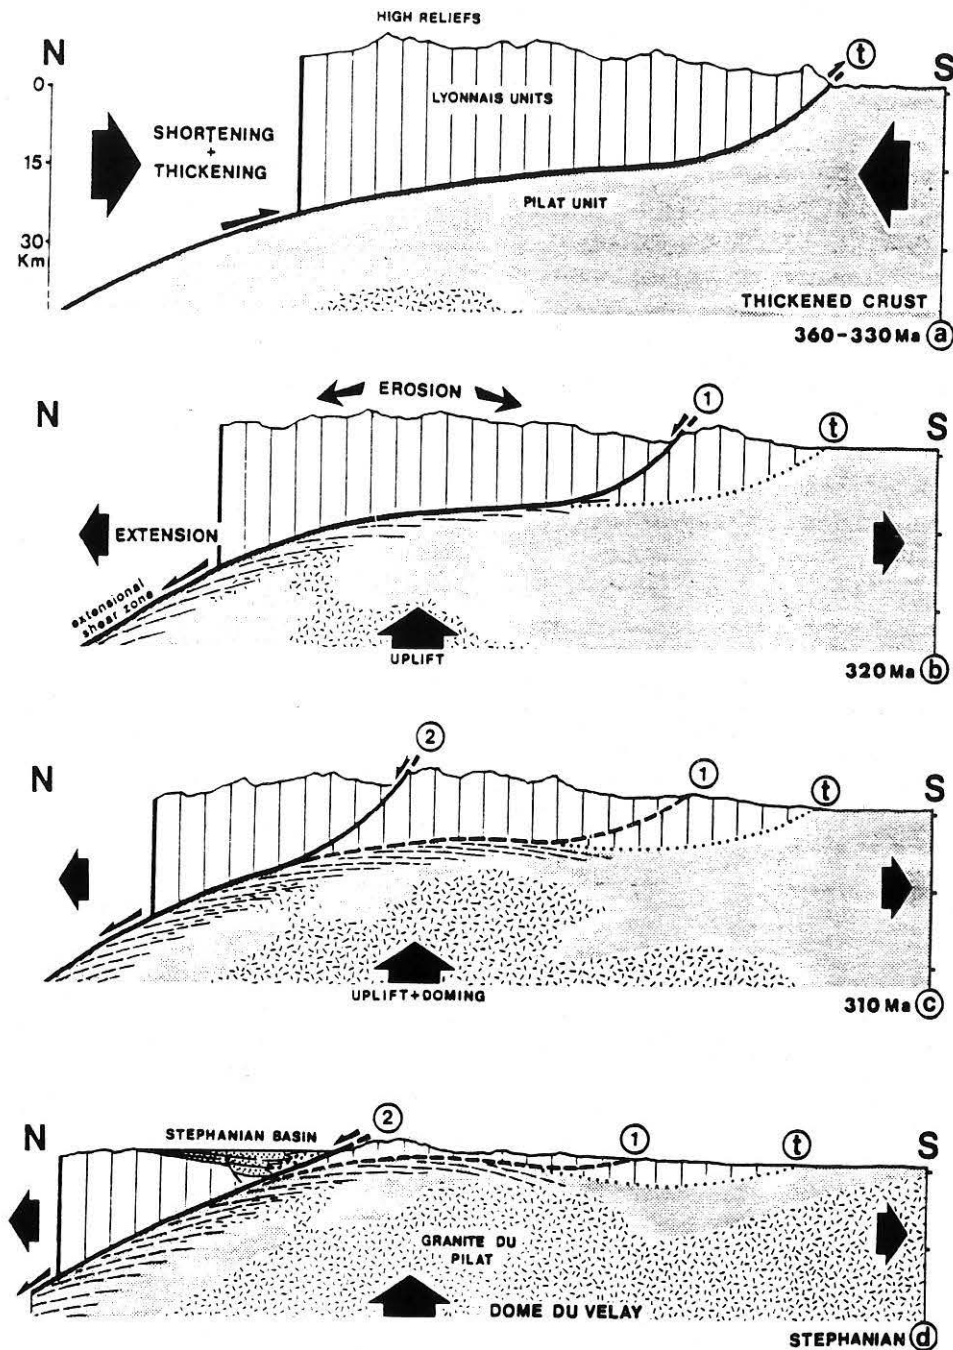 HIGH RELIEFS
N
t
S
0
LYONNAIS UNITS
SHORTENING
+
THICKENING
15
PILAT UNIT
30
Km
THICKENED CRUST
360-330 Ma a
N
EROSION
1
t
S
EXTENSION
extensional
shear zone
UPLIFT
320 Ma b
N
2
1
t
S
UPLIFT+DOMING
310 Ma c
N
STEPHANIAN BASIN
2
1
t
S
GRANITE DU
PILAT
DOME DU VELAY
STEPHANIAN d